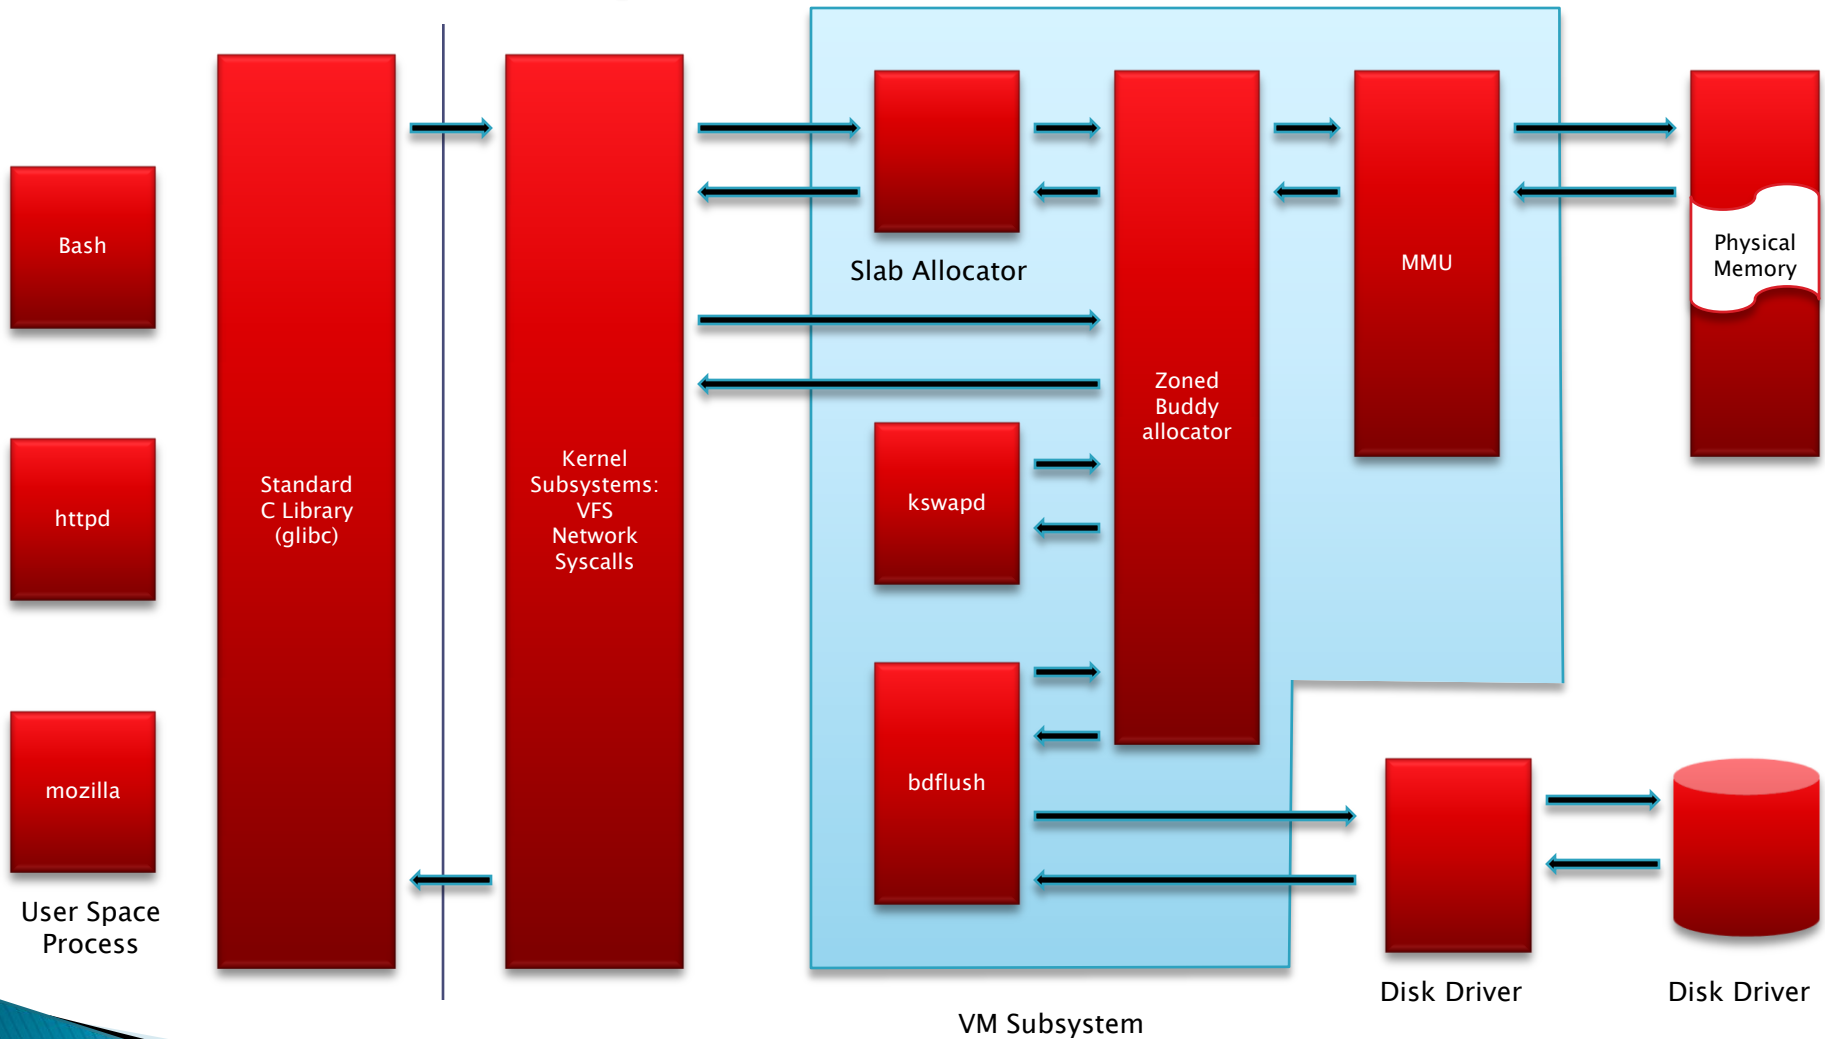 Bash
httpd
mozilla
User Space
Process
Standard
C Library
(glibc)
Kernel
Subsystems:
VFS
Network
Syscalls
Slab Allocator
kswapd
bdflush
Zoned
Buddy
allocator
MMU
Physical
Memory
Disk Driver
Disk Driver
VM Subsystem